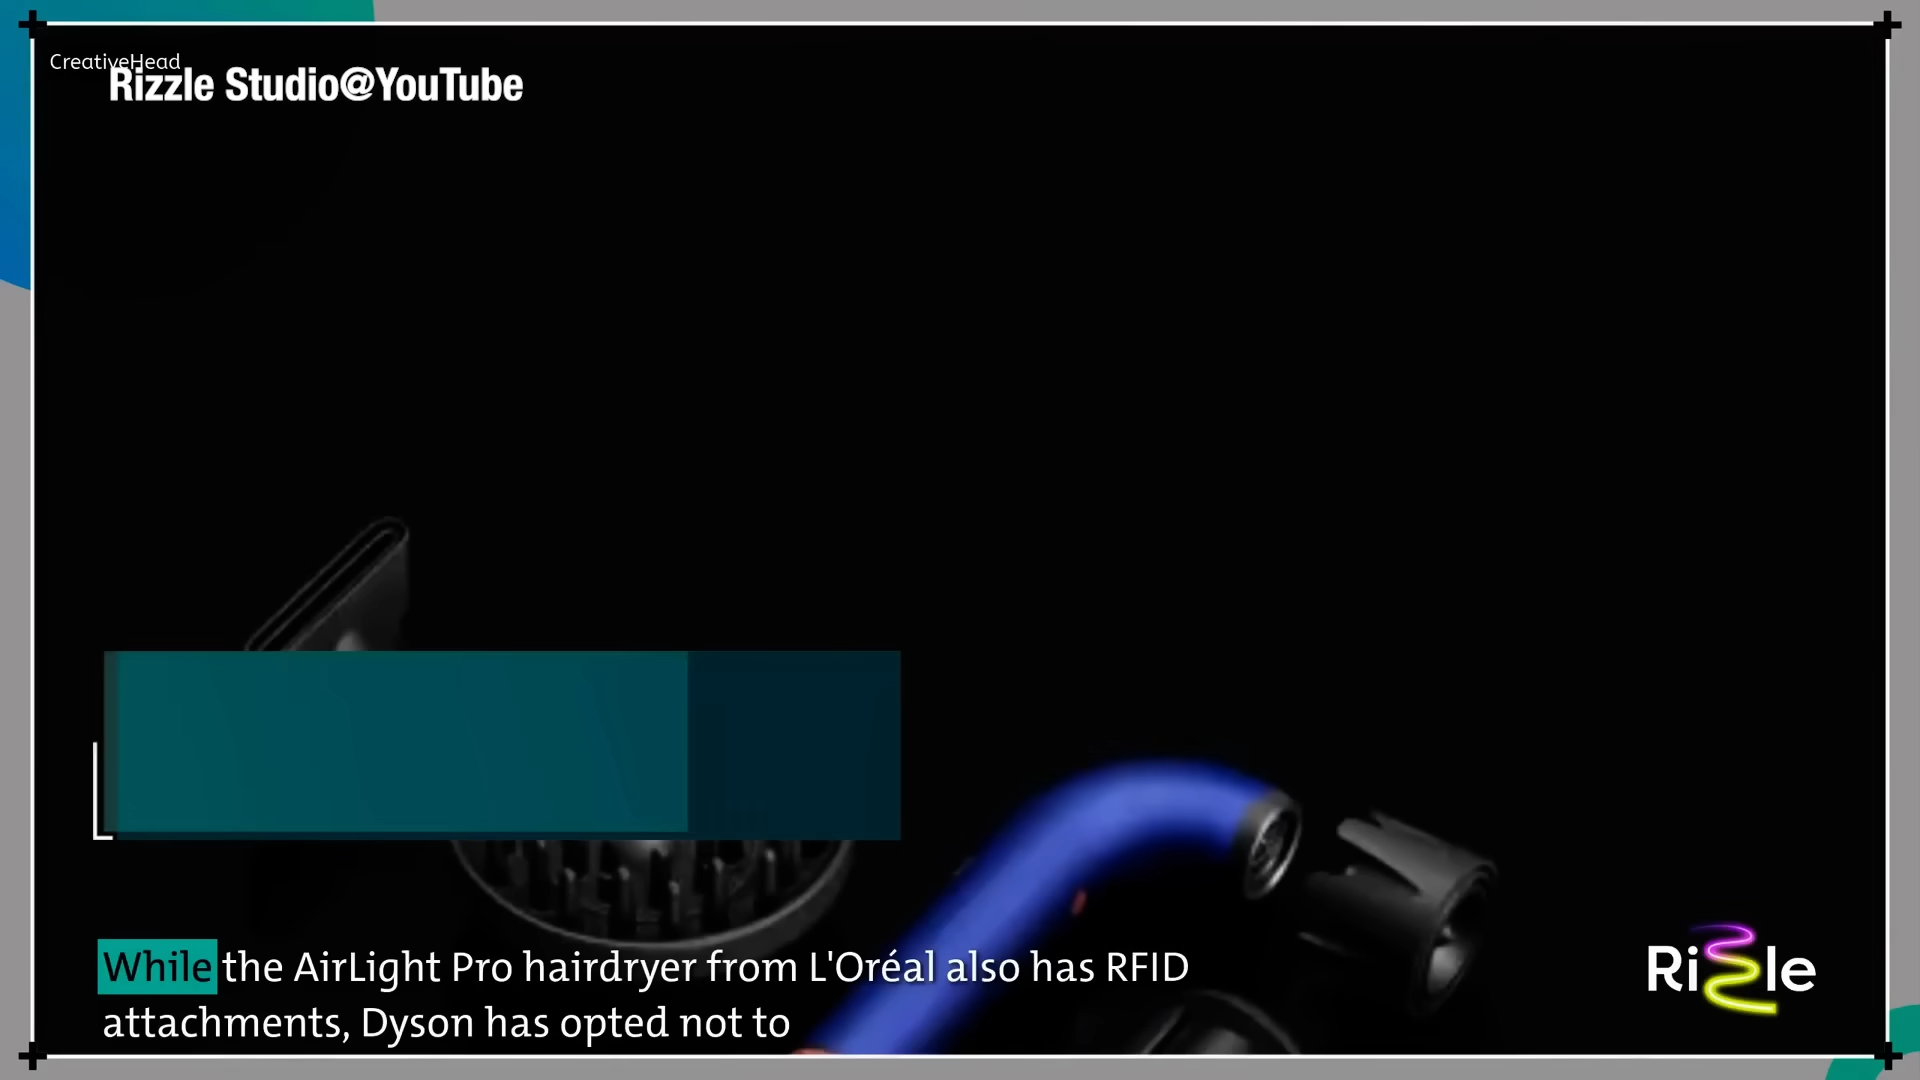 CreativeHead
Rizzle Studio@YouTube
While the AirLight Pro hairdryer from L'Oréal also has RFID
attachments, Dyson has opted not to
Rizzle